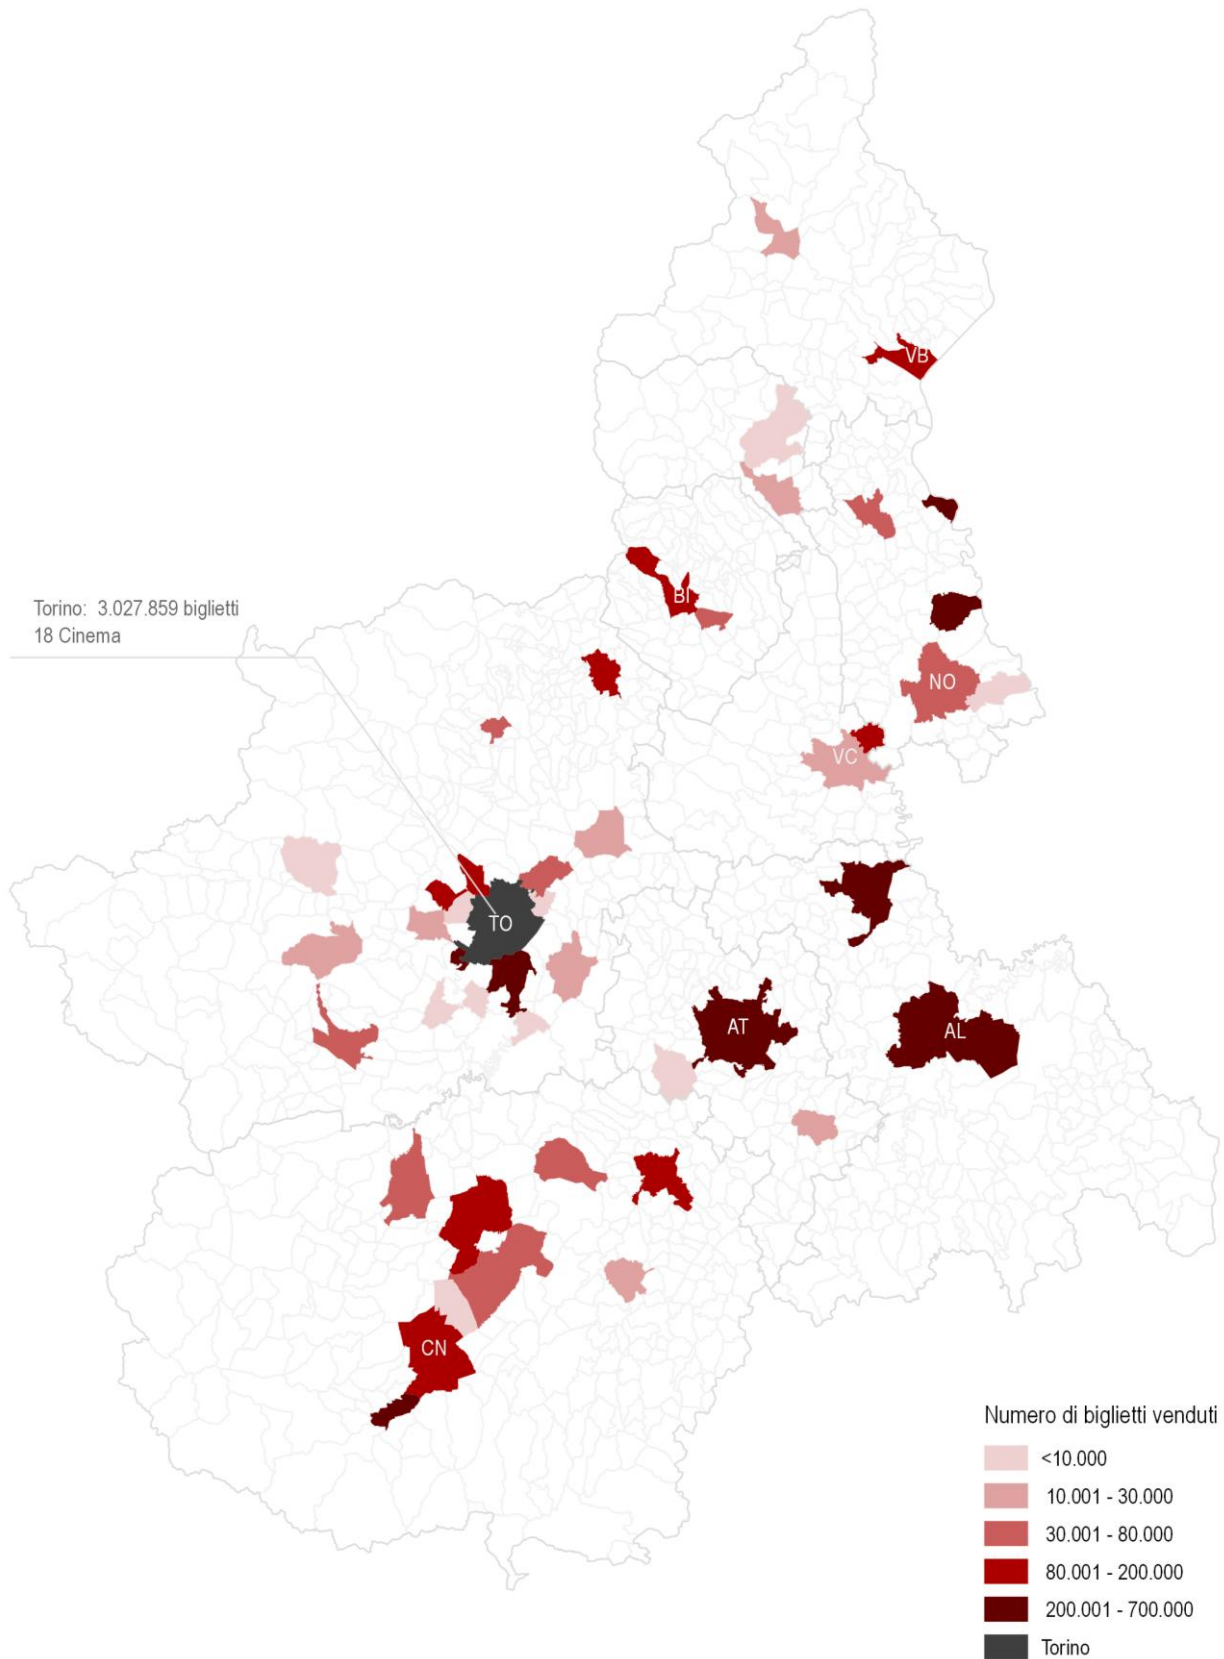 VB
Torino: 3.027.859 biglietti
18 Cinema
BI
NO
VC
TO
AT
AL
CN
Numero di biglietti venduti
<10.000
10.001 - 30.000
30.001 - 80.000
80.001 - 200.000
200.001 - 700.000
Torino